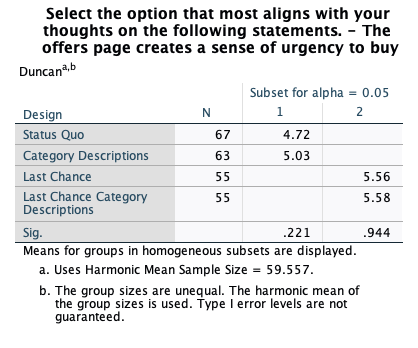 Select the option that most aligns with your
thoughts on the following statements. – The
offers page creates a sense of urgency to buy
Duncan a,b
Subset for alpha = 0.05
Design N 1 2
Status Quo 67 4.72
Category Descriptions 63 5.03
Last Chance 55 5.56
Last Chance Category 55 5.58
Descriptions
Sig. .221 .944
Means for groups in homogeneous subsets are displayed.
a. Uses Harmonic Mean Sample Size = 59.557.
b. The group sizes are unequal. The harmonic mean of
the group sizes is used. Type I error levels are not
guaranteed.